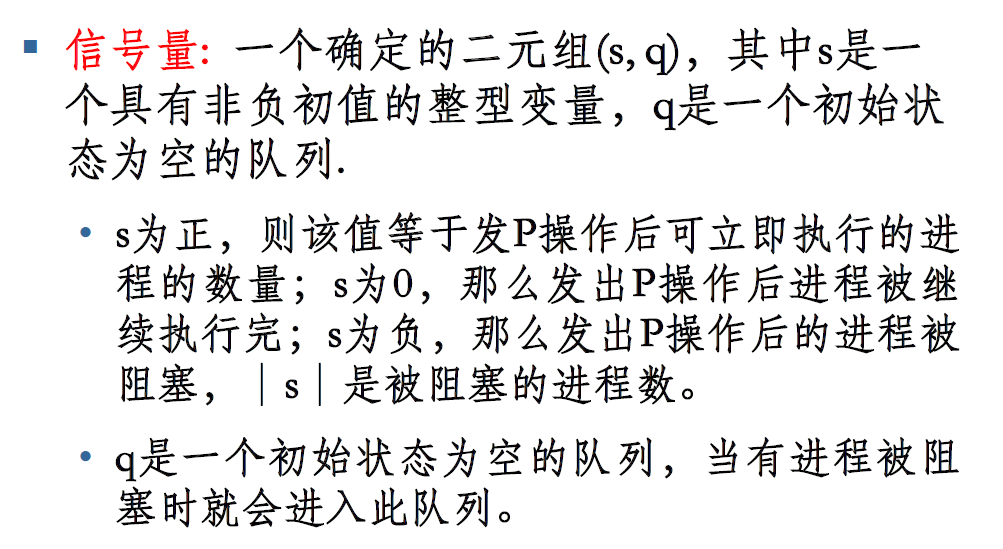 ▪ 信号量: 一个确定的二元组(s, q)，其中s是一
个具有非负初值的整型变量，q是一个初始状
态为空的队列.
• s为正，则该值等于发P操作后可立即执行的进
程的数量；s为0，那么发出P操作后进程被继
续执行完；s为负，那么发出P操作后的进程被
阻塞，｜s｜是被阻塞的进程数。
• q是一个初始状态为空的队列，当有进程被阻
塞时就会进入此队列。